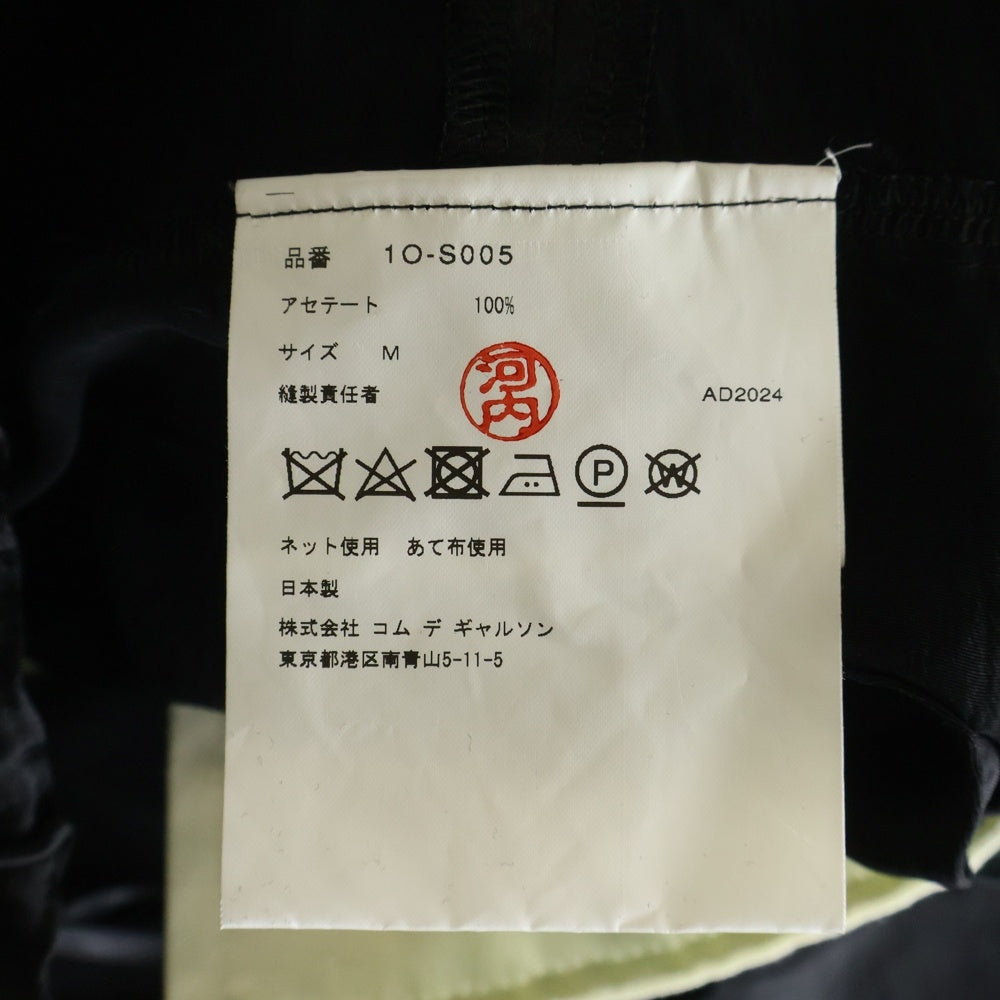 品番 1O-S005
アセテート 100%
サイズ M
河内
縫製責任者 AD2024
P W
ネット使用 あて布使用
日本製
株式会社 コム デ ギャルソン
東京都港区南青山5-11-5